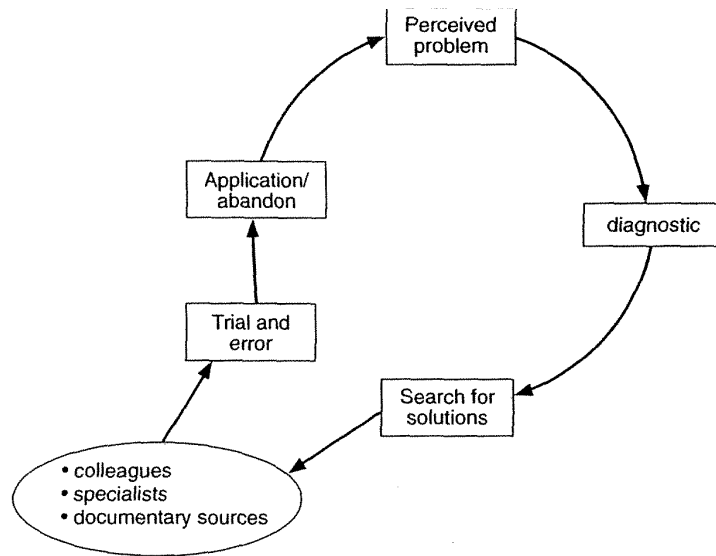 Perceived
problem
diagnostic
Search for
solutions
• colleagues
• specialists
• documentary sources
Trial and
error
Application/
abandon